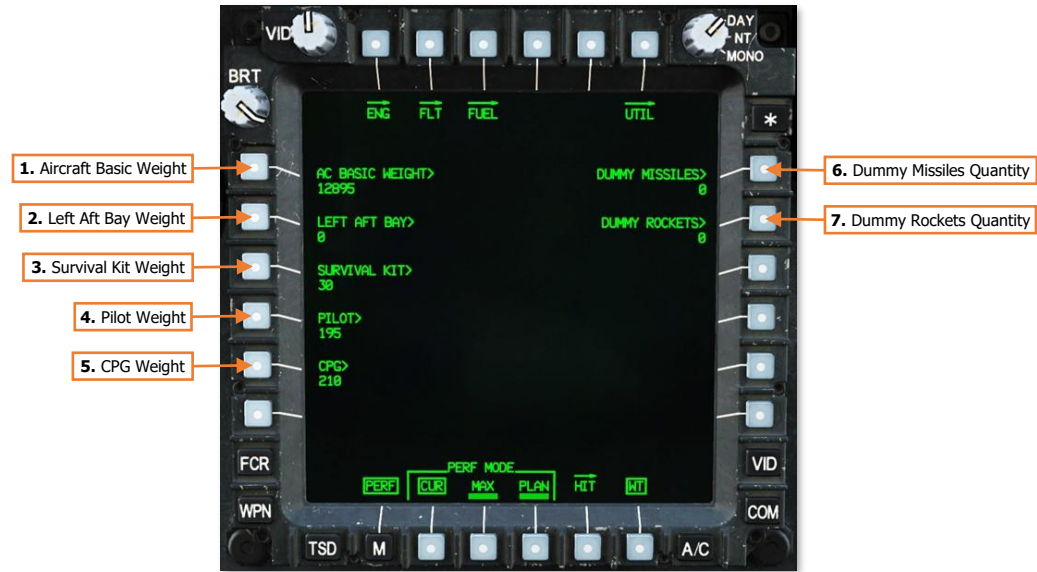 VID
DAY
NT
MONO
BRT
ENG FLT FUEL UTIL
*
1. Aircraft Basic Weight
AC BASIC WEIGHT>
12895
DUMMY MISSILES>
0
6. Dummy Missiles Quantity
2. Left Aft Bay Weight
LEFT AFT BAY>
0
DUMMY ROCKETS>
0
7. Dummy Rockets Quantity
3. Survival Kit Weight
SURVIVAL KIT>
30
4. Pilot Weight
PILOT>
195
5. CPG Weight
CPG>
210
FCR
VID
PERF MODE
PERF CUR MAX PLAN HIT WT
WPN
COM
TSD M A/C